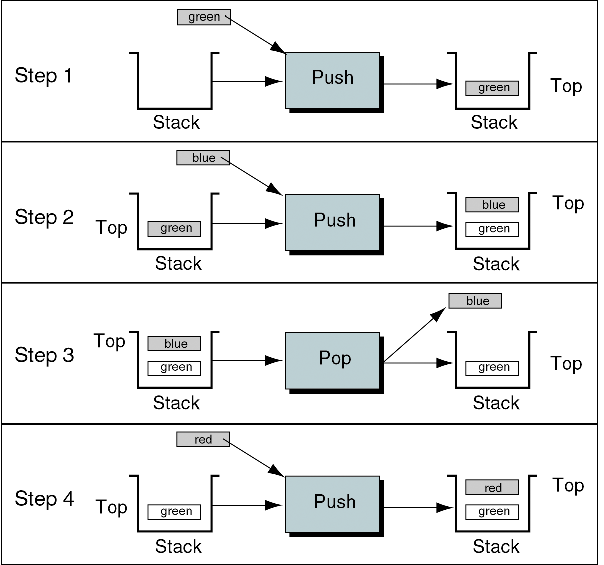 green
Step 1
Push
green
Top
Stack
Stack
blue
Step 2
Top
green
Push
blue
green
Top
Stack
Stack
blue
Step 3
Top
blue
green
Pop
green
Top
Stack
Stack
red
Step 4
Top
green
Push
red
green
Top
Stack
Stack